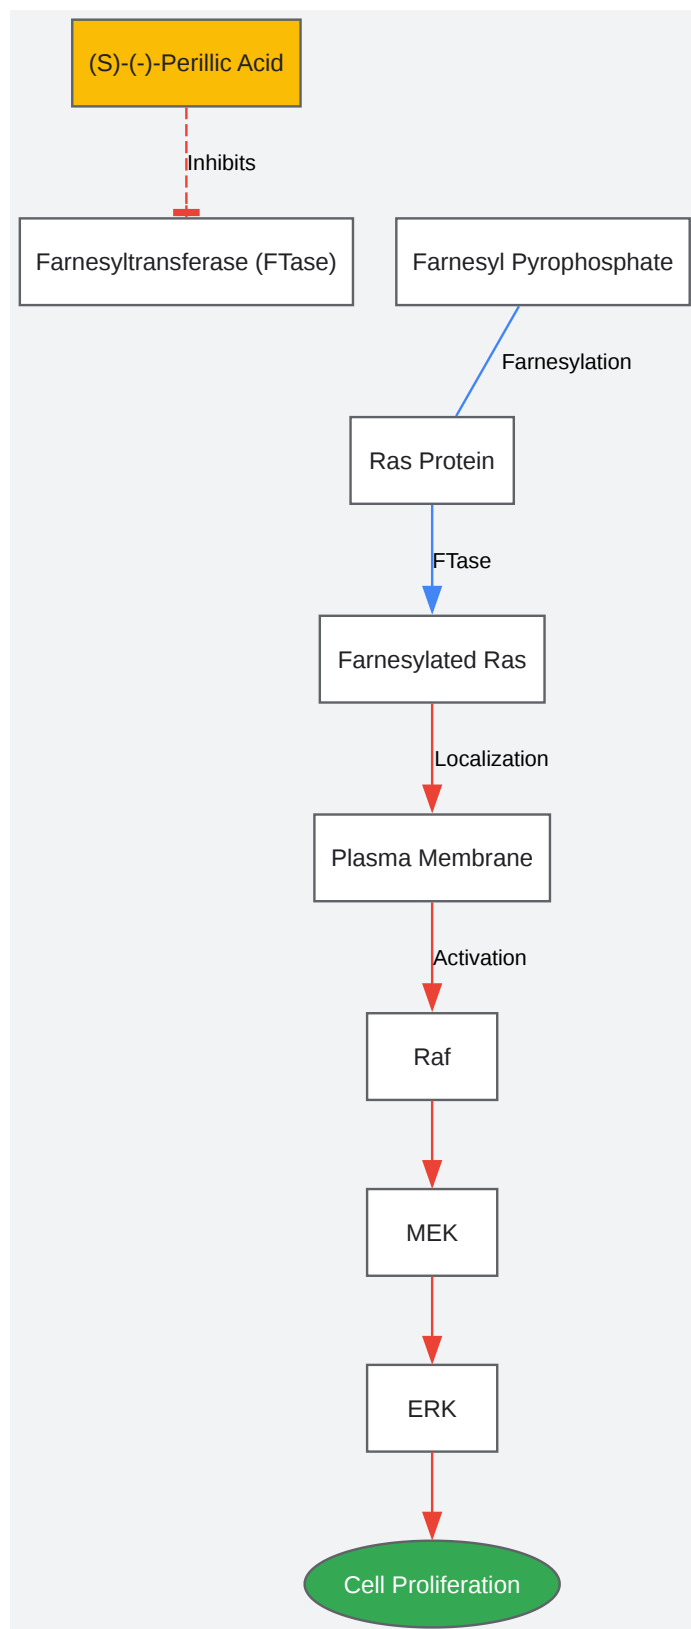 (S)-(-)-Perillic Acid
Inhibits
Farnesyltransferase (FTase)
Farnesyl Pyrophosphate
Farnesylation
Ras Protein
FTase
Farnesylated Ras
Localization
Plasma Membrane
Activation
Raf
MEK
ERK
Cell Proliferation